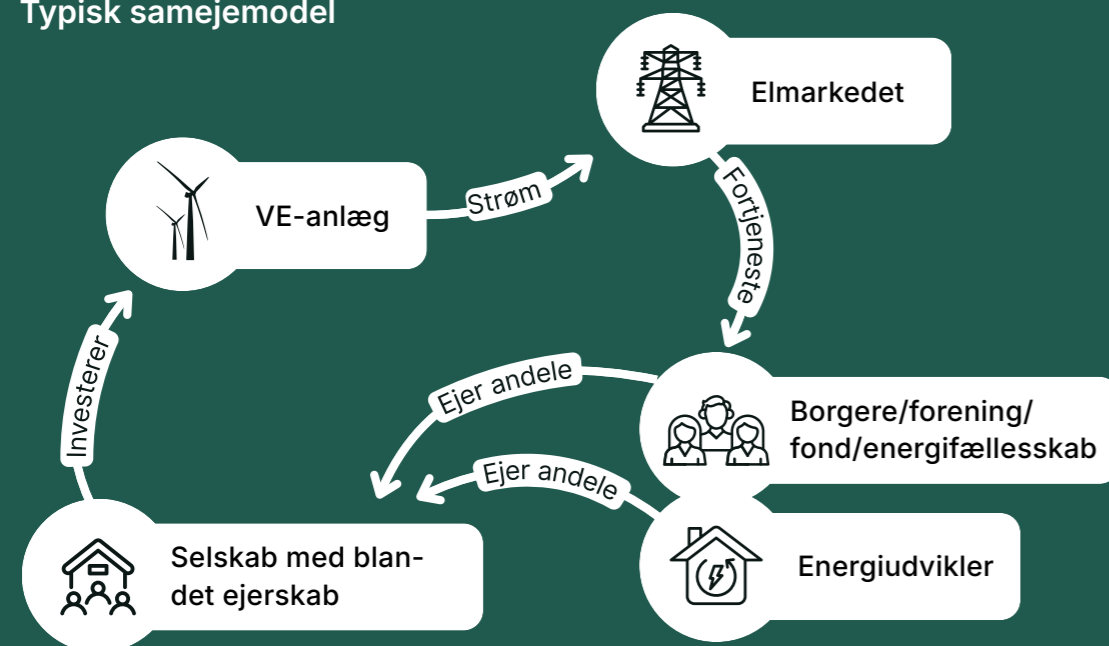 Typisk samejemodel
Elmarkedet
VE-anlæg
Strøm
Fortjeneste
Investerer
Ejer andele
Borgere/forening/
fond/energifællesskab
Ejer andele
Selskab med blan-
det ejerskab
Energiudvikler